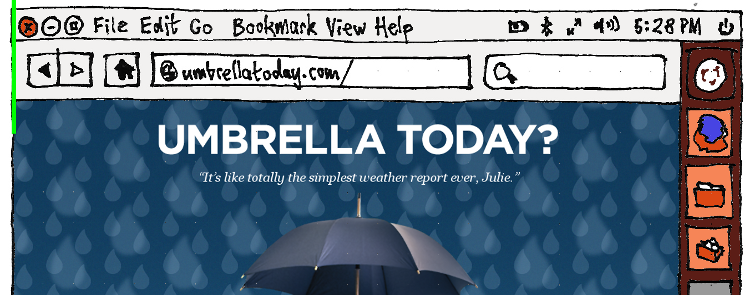 File Edit Go Bookmark View Help 5:28 PM
umbrellatoday.com/
UMBRELLA TODAY?
“It’s like totally the simplest weather report ever, Julie.”